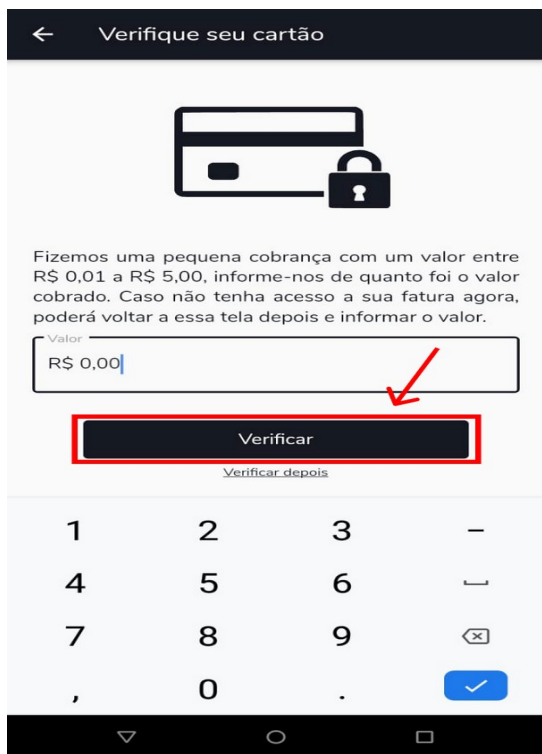 Verifique seu cartão
Fizemos uma pequena cobrança com um valor entre
R$ 0,01 a R$ 5,00, informe-nos de quanto foi o valor
cobrado. Caso não tenha acesso a sua fatura agora,
poderá voltar a essa tela depois e informar o valor.
Valor
R$ 0,00
Verificar
Verificar depois
1 2 3 –
4 5 6
7 8 9
, 0 .